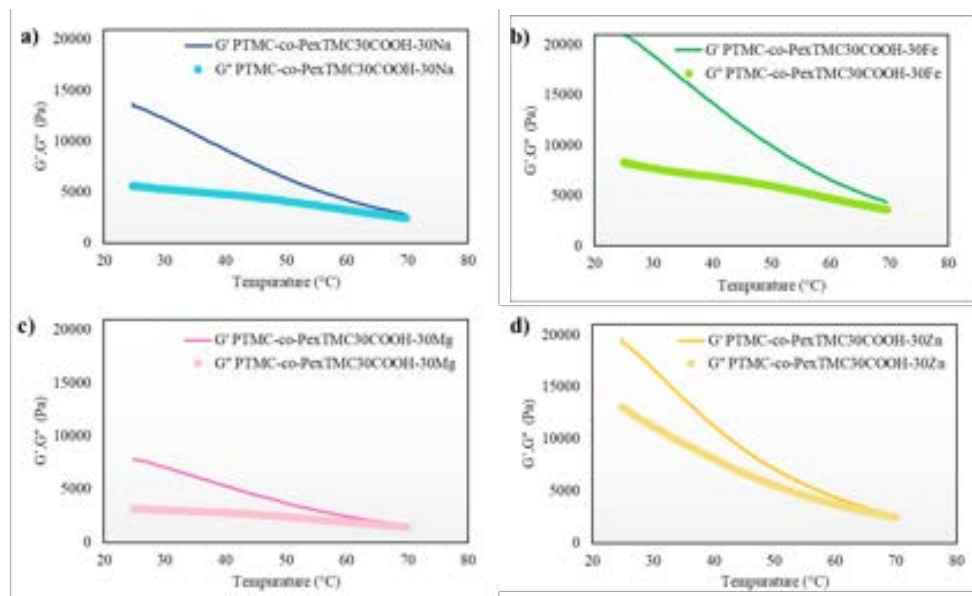 a)
20000
15000
10000
5000
0
G',G'' (Pa)
G' PTMC-co-PexTMC30COOH-30Na
G'' PTMC-co-PexTMC30COOH-30Na
20 30 40 50 60 70 80
Tempurature (°C)
b)
20000
15000
10000
5000
0
G',G'' (Pa)
G' PTMC-co-PexTMC30COOH-30Fe
G'' PTMC-co-PexTMC30COOH-30Fe
20 30 40 50 60 70 80
Tempurature (°C)
c)
20000
15000
10000
5000
0
G',G'' (Pa)
G' PTMC-co-PexTMC30COOH-30Mg
G'' PTMC-co-PexTMC30COOH-30Mg
20 30 40 50 60 70 80
Tempurature (°C)
d)
20000
15000
10000
5000
0
G',G'' (Pa)
G' PTMC-co-PexTMC30COOH-30Zn
G'' PTMC-co-PexTMC30COOH-30Zn
20 30 40 50 60 70 80
Tempurature (°C)